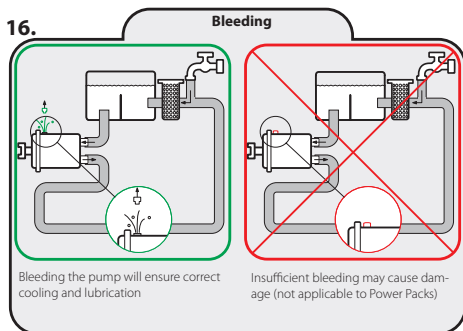 16.
Bleeding
Bleeding the pump will ensure correct
cooling and lubrication
Insufficient bleeding may cause dam-
age (not applicable to Power Packs)